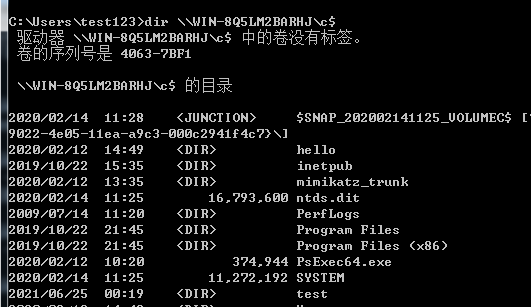 C:\Users\test123>dir \\WIN-8Q5LM2BARHJ\c$
驱动器 \\WIN-8Q5LM2BARHJ\c$ 中的卷没有标签。
卷的序列号是 4063-7BF1
\\WIN-8Q5LM2BARHJ\c$ 的目录
2020/02/14 11:28 <JUNCTION> $SNAP_202002141125_VOLUMEC$ [
9022-4e05-11ea-a9c3-000c2941f4c7}\]
2020/02/12 14:49 <DIR> hello
2019/10/22 15:35 <DIR> inetpub
2020/02/12 13:35 <DIR> mimikatz_trunk
2020/02/14 11:25 16,793,600 ntds.dit
2009/07/14 11:20 <DIR> PerfLogs
2019/10/22 21:45 <DIR> Program Files
2019/10/22 21:45 <DIR> Program Files (x86)
2020/02/12 10:20 374,944 PsExec64.exe
2020/02/14 11:25 11,272,192 SYSTEM
2021/06/25 00:19 <DIR> test